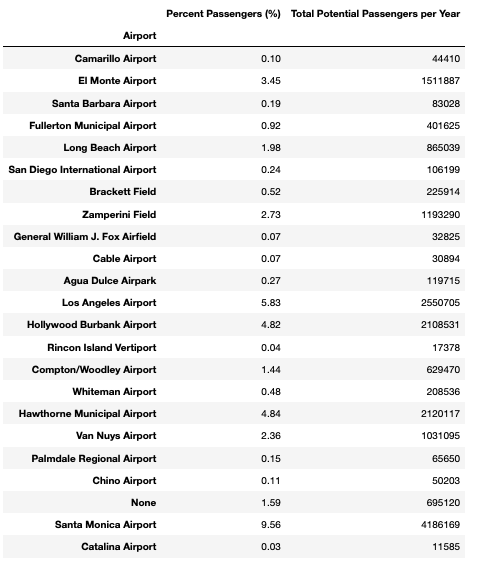 Percent Passengers (%) Total Potential Passengers per Year
Airport
Camarillo Airport 0.10 44410
El Monte Airport 3.45 1511887
Santa Barbara Airport 0.19 83028
Fullerton Municipal Airport 0.92 401625
Long Beach Airport 1.98 865039
San Diego International Airport 0.24 106199
Brackett Field 0.52 225914
Zamperini Field 2.73 1193290
General William J. Fox Airfield 0.07 32825
Cable Airport 0.07 30894
Agua Dulce Airpark 0.27 119715
Los Angeles Airport 5.83 2550705
Hollywood Burbank Airport 4.82 2108531
Rincon Island Vertiport 0.04 17378
Compton/Woodley Airport 1.44 629470
Whiteman Airport 0.48 208536
Hawthorne Municipal Airport 4.84 2120117
Van Nuys Airport 2.36 1031095
Palmdale Regional Airport 0.15 65650
Chino Airport 0.11 50203
None 1.59 695120
Santa Monica Airport 9.56 4186169
Catalina Airport 0.03 11585